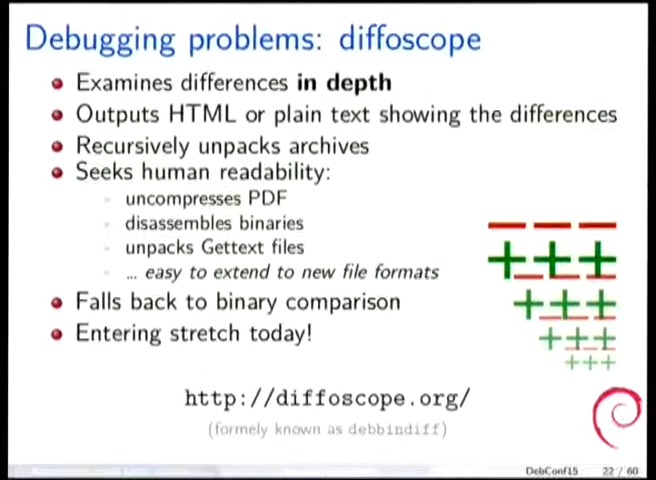 Debugging problems: diffoscope
Examines differences in depth
Outputs HTML or plain text showing the differences
Recursively unpacks archives
Seeks human readability:
uncompresses PDF
disassembles binaries
unpacks Gettext files
... easy to extend to new file formats
Falls back to binary comparison
Entering stretch today!
http://diffoscope.org/
(formely known as debbindiff)
DebConf15 22 / 60